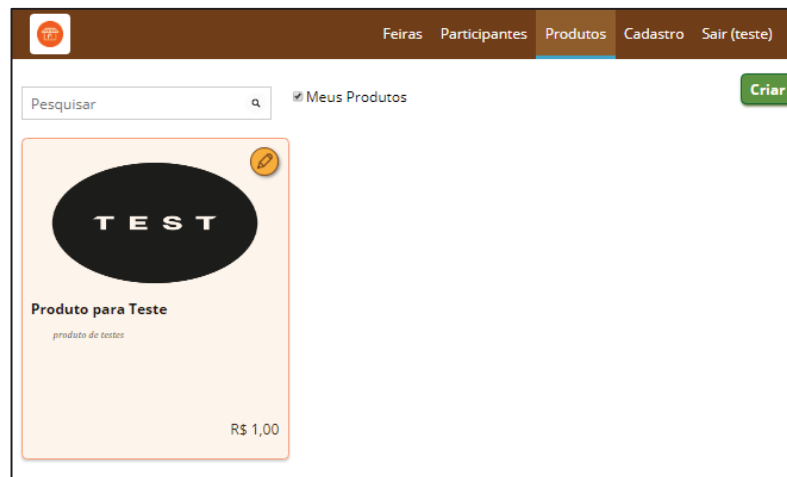 Feiras Participantes Produtos Cadastro Sair (teste)
Pesquisar Meus Produtos Criar
TEST
Produto para Teste
produto de testes
R$ 1,00